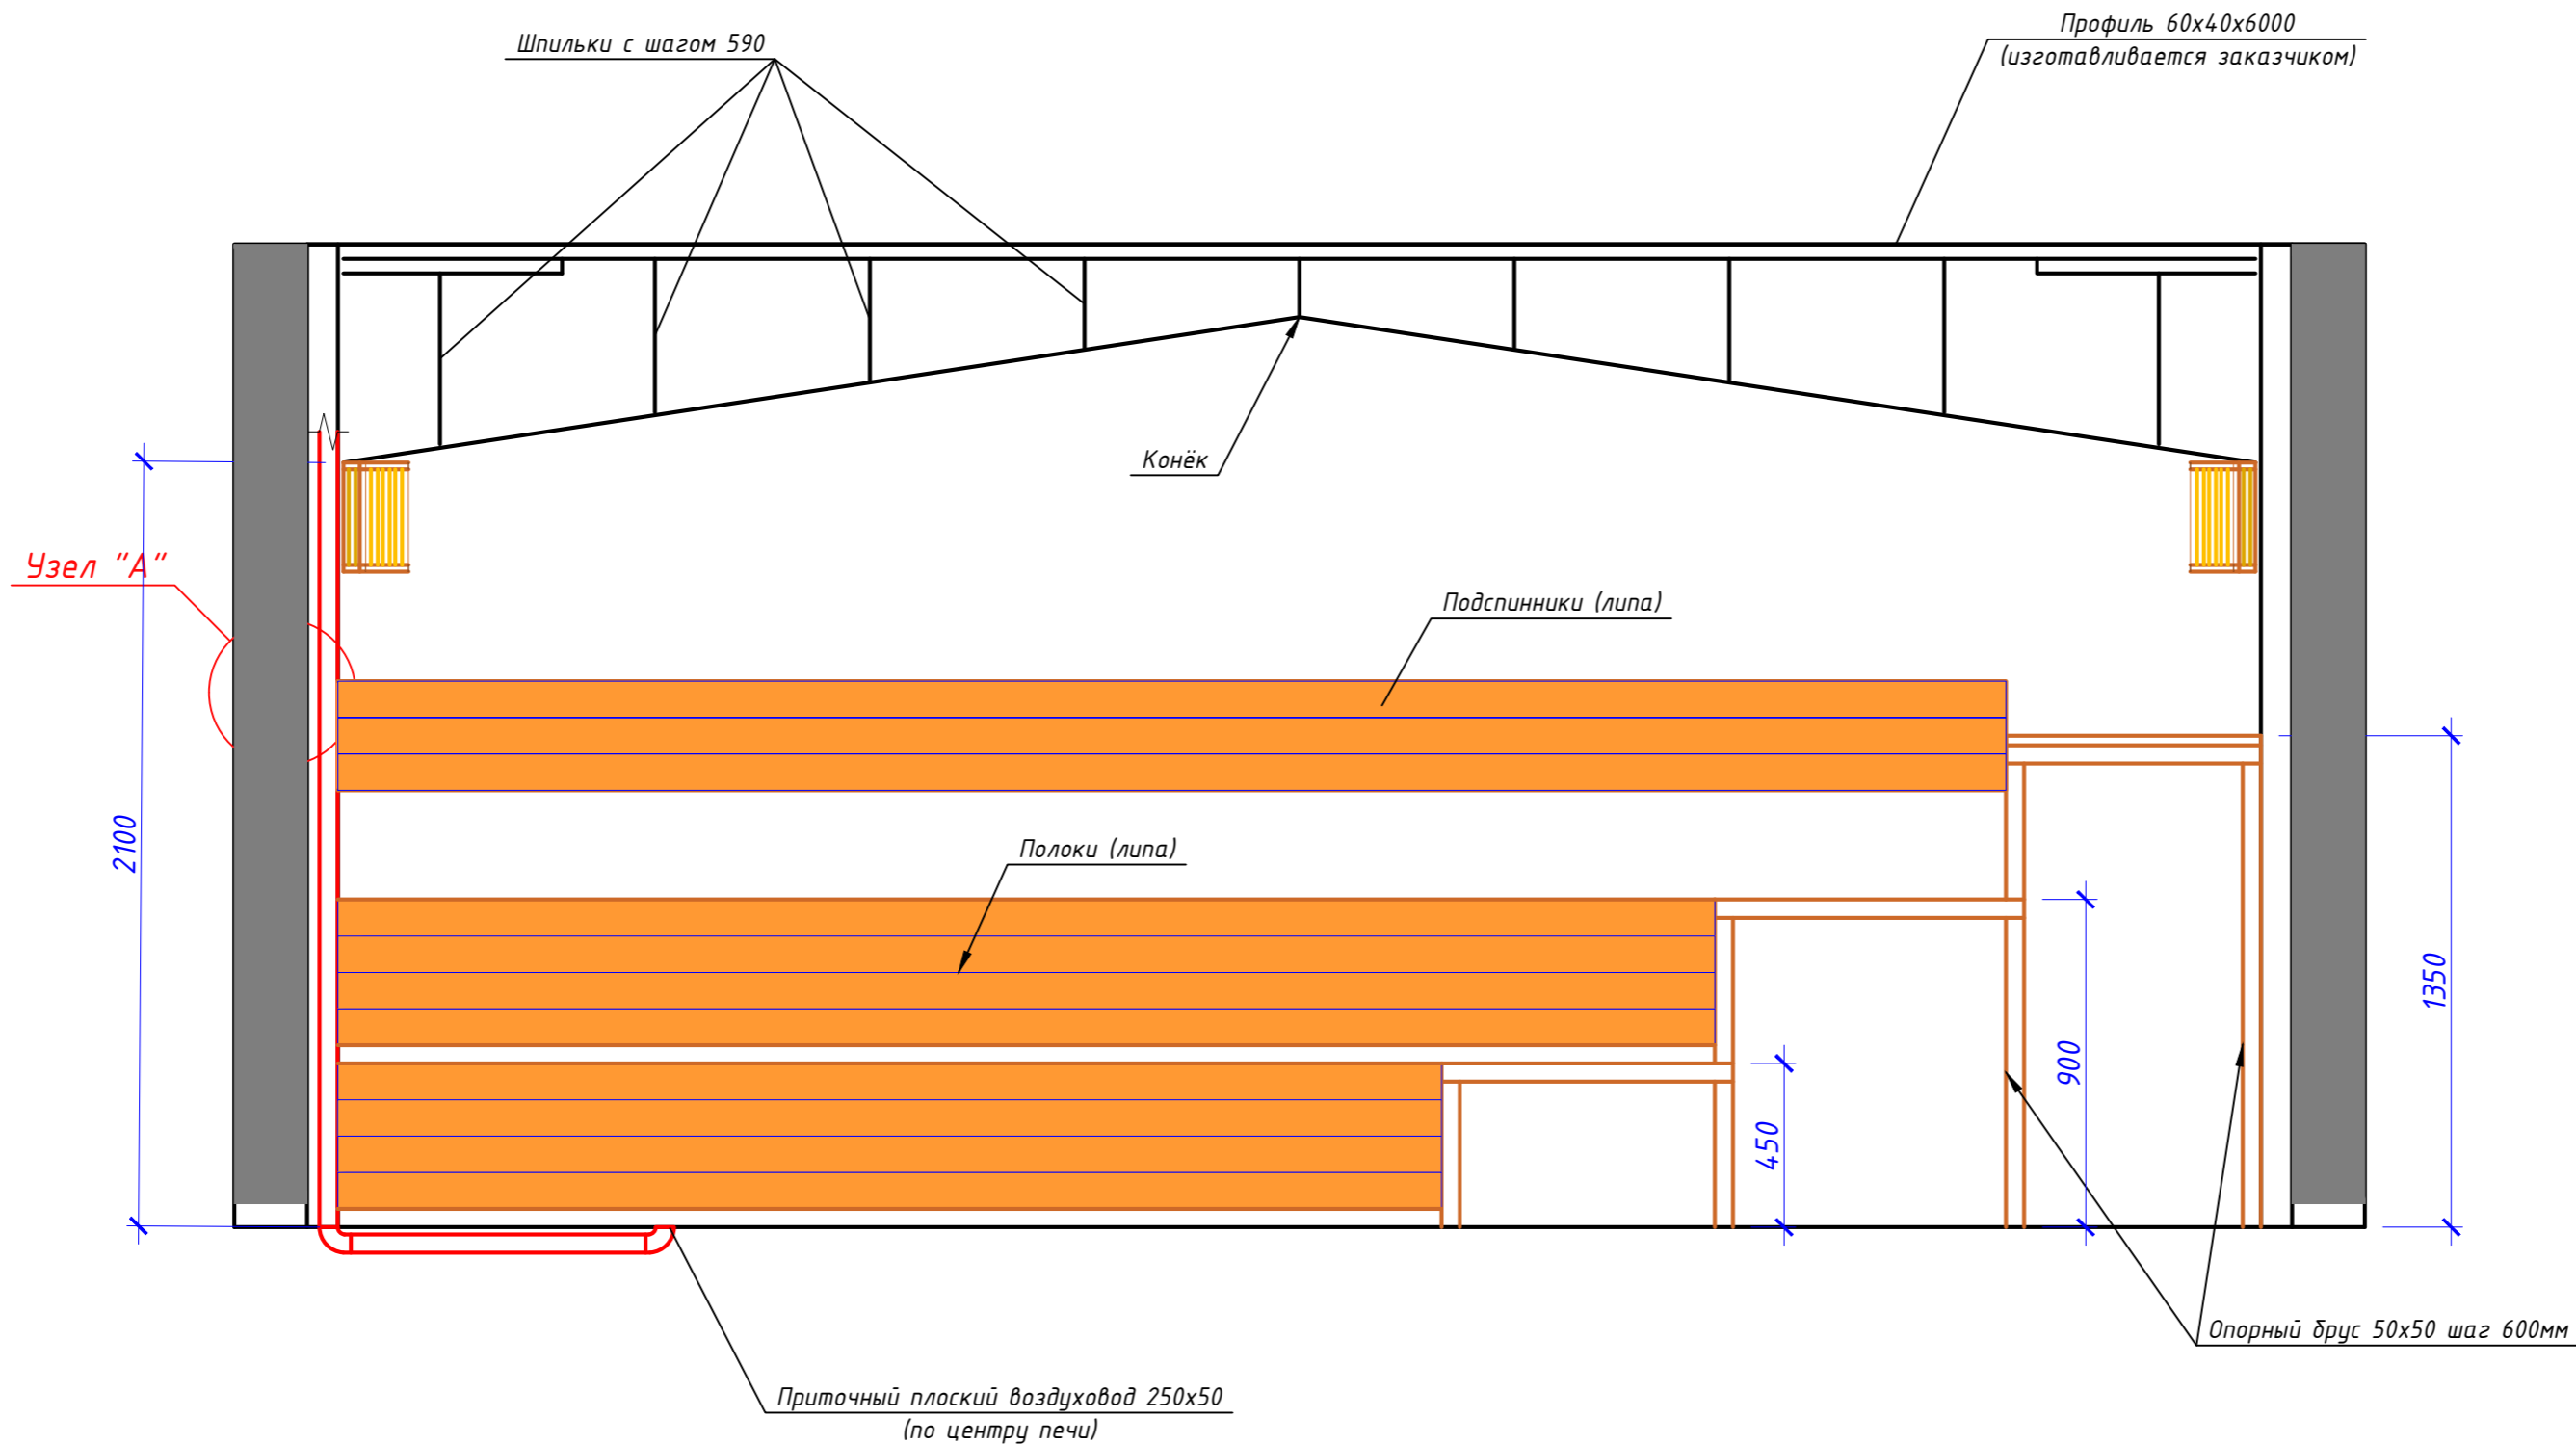 Профиль 60х40х6000
(изготавливается заказчиком)
Шпильки с шагом 590
Конёк
Узел "А"
Подспинники (липа)
2100
Полоки (липа)
1350
900
450
Опорный брус 50х50 шаг 600мм
Приточный плоский воздуховод 250х50
(по центру печи)